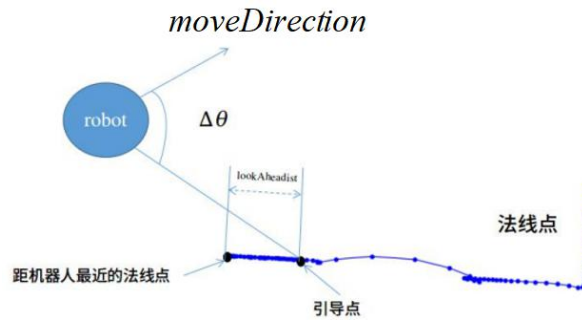 moveDirection
robot
Δθ
lookAheadist
法线点
距机器人最近的法线点
引导点